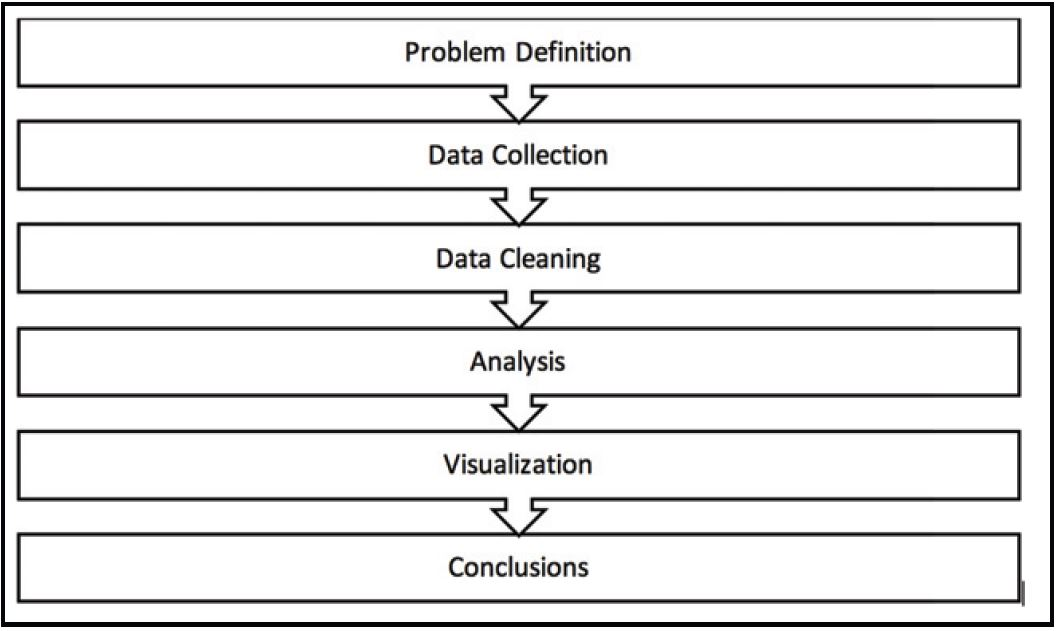 Problem Definition
Data Collection
Data Cleaning
Analysis
Visualization
Conclusions